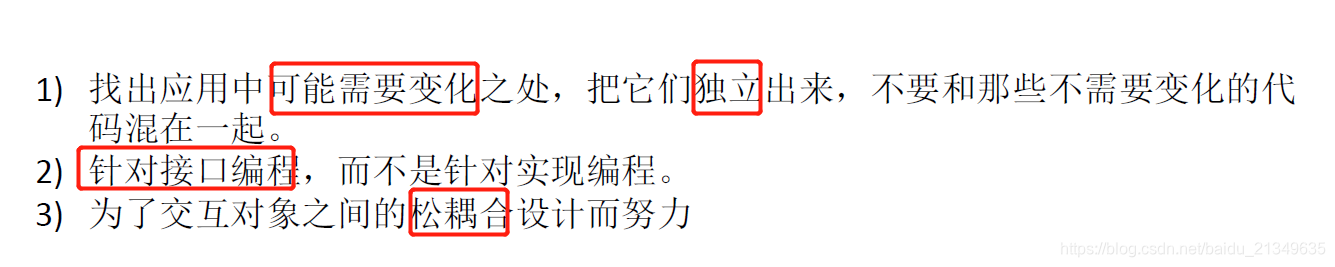 1) 找出应用中可能需要变化之处，把它们独立出来，不要和那些不需要变化的代
码混在一起。
2) 针对接口编程，而不是针对实现编程。
3) 为了交互对象之间的松耦合设计而努力
https://blog.csdn.net/baidu_21349635